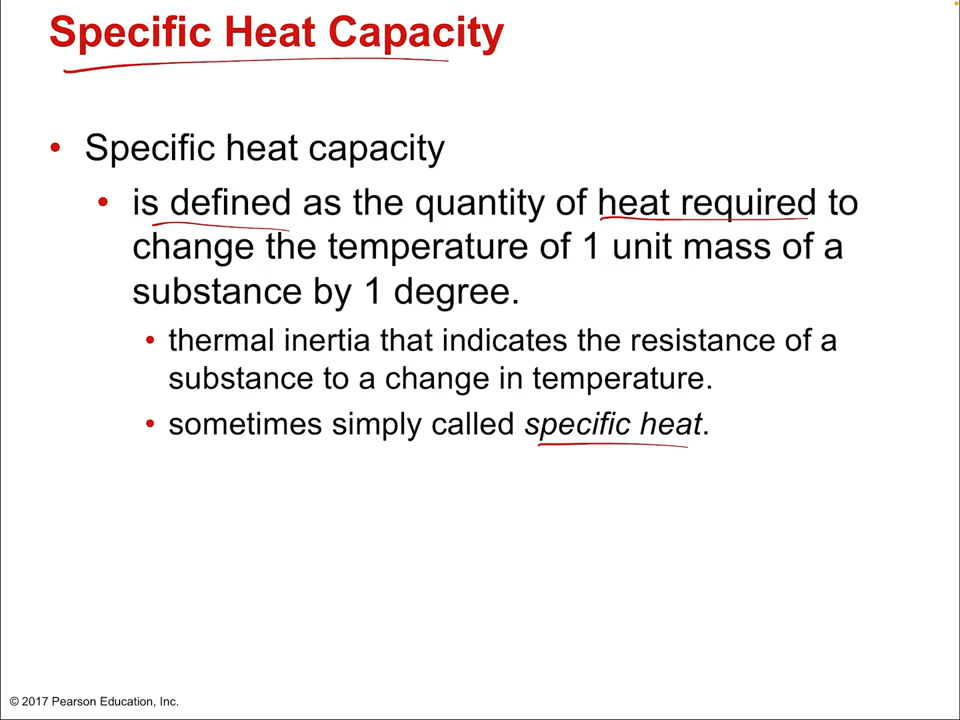 Specific Heat Capacity
• Specific heat capacity
• is defined as the quantity of heat required to
change the temperature of 1 unit mass of a
substance by 1 degree.
• thermal inertia that indicates the resistance of a
substance to a change in temperature.
• sometimes simply called specific heat.
© 2017 Pearson Education, Inc.